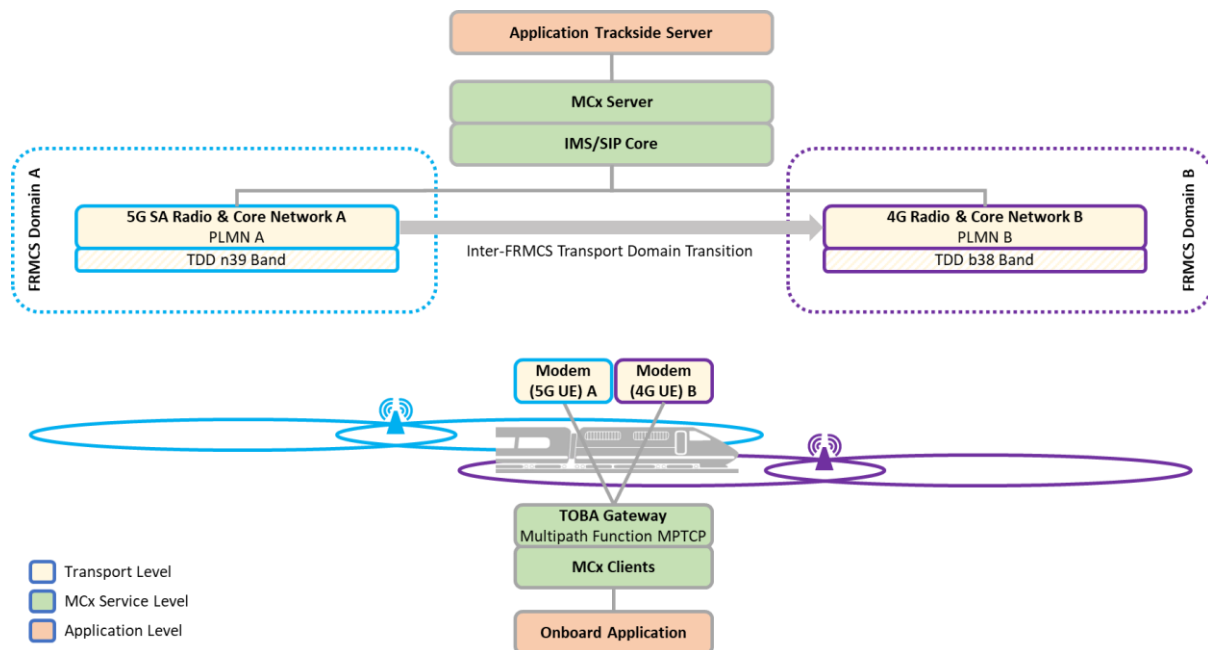 Application Trackside Server
MCx Server
IMS/SIP Core
FRMCS Domain A
5G SA Radio & Core Network A
PLMN A
TDD n39 Band
Inter-FRMCS Transport Domain Transition
4G Radio & Core Network B
PLMN B
TDD b38 Band
FRMCS Domain B
Modem
(5G UE) A
Modem
(4G UE) B
TOBA Gateway
Multipath Function MPTCP
MCx Clients
Onboard Application
Transport Level
MCx Service Level
Application Level